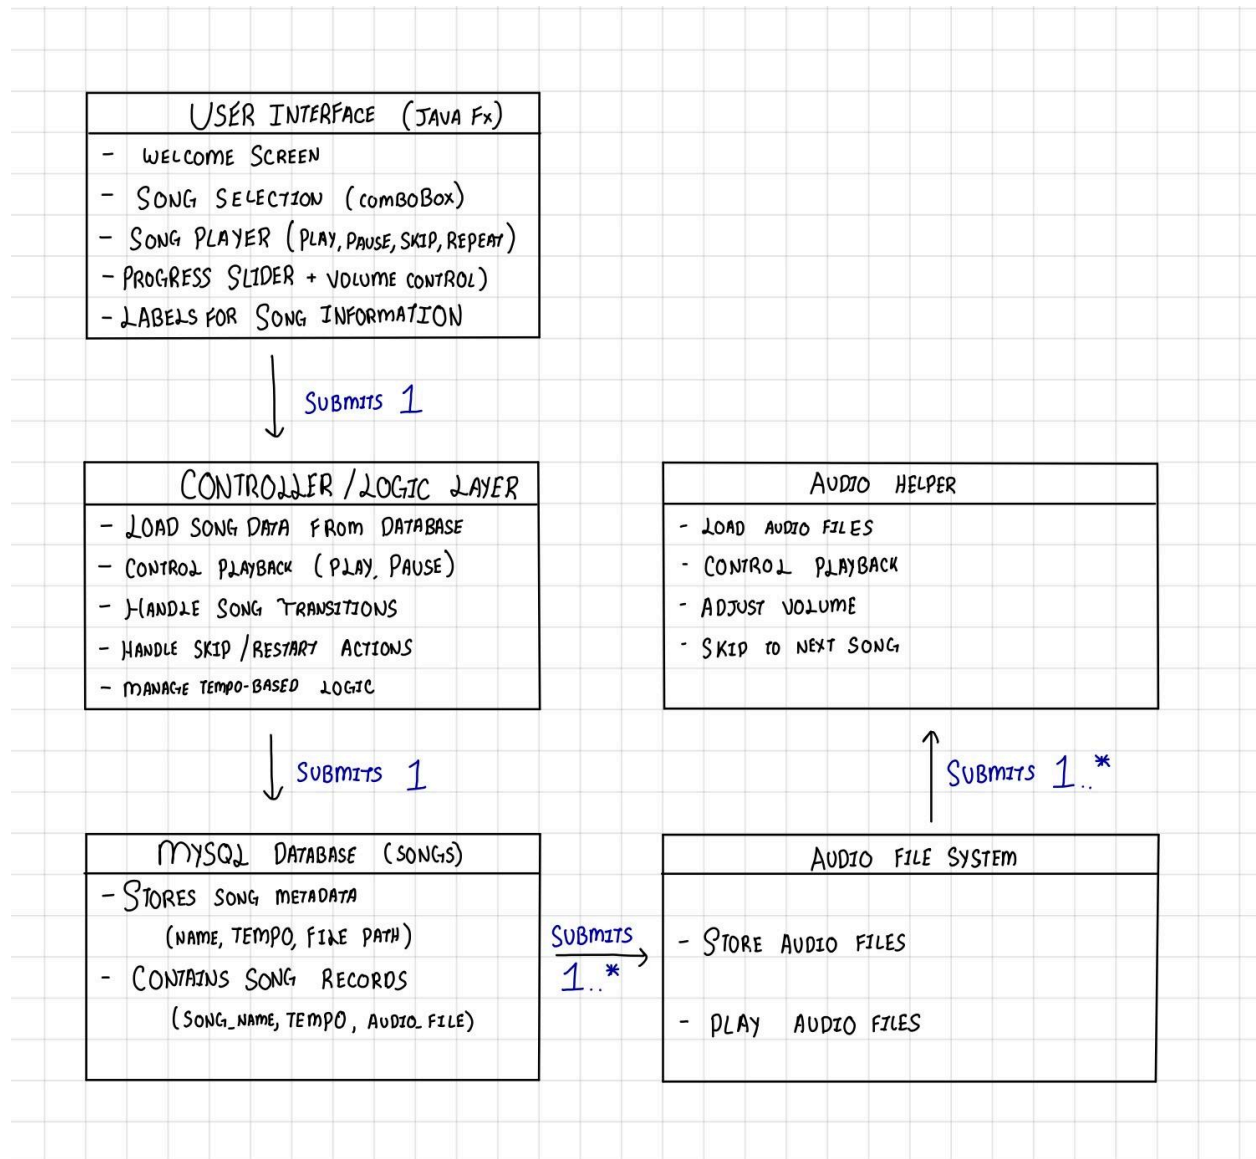 USER INTERFACE (JAVA FX)
- WELCOME SCREEN
- SONG SELECTION (COMBOBOX)
- SONG PLAYER (PLAY, PAUSE, SKIP, REPEAT)
- PROGRESS SLIDER + VOLUME CONTROL)
- LABELS FOR SONG INFORMATION
SUBMITS 1
CONTROLLER / LOGIC LAYER
- LOAD SONG DATA FROM DATABASE
- CONTROL PLAYBACK (PLAY, PAUSE)
- HANDLE SONG TRANSITIONS
- HANDLE SKIP / RESTART ACTIONS
- MANAGE TEMPO-BASED LOGIC
SUBMITS 1
MYSQL DATABASE (SONGS)
- STORES SONG METADATA
(NAME, TEMPO, FILE PATH)
- CONTAINS SONG RECORDS
(SONG_NAME, TEMPO, AUDIO_FILE)
SUBMITS
1..*
AUDIO FILE SYSTEM
- STORE AUDIO FILES
- PLAY AUDIO FILES
SUBMITS 1..*
AUDIO HELPER
- LOAD AUDIO FILES
- CONTROL PLAYBACK
- ADJUST VOLUME
- SKIP TO NEXT SONG